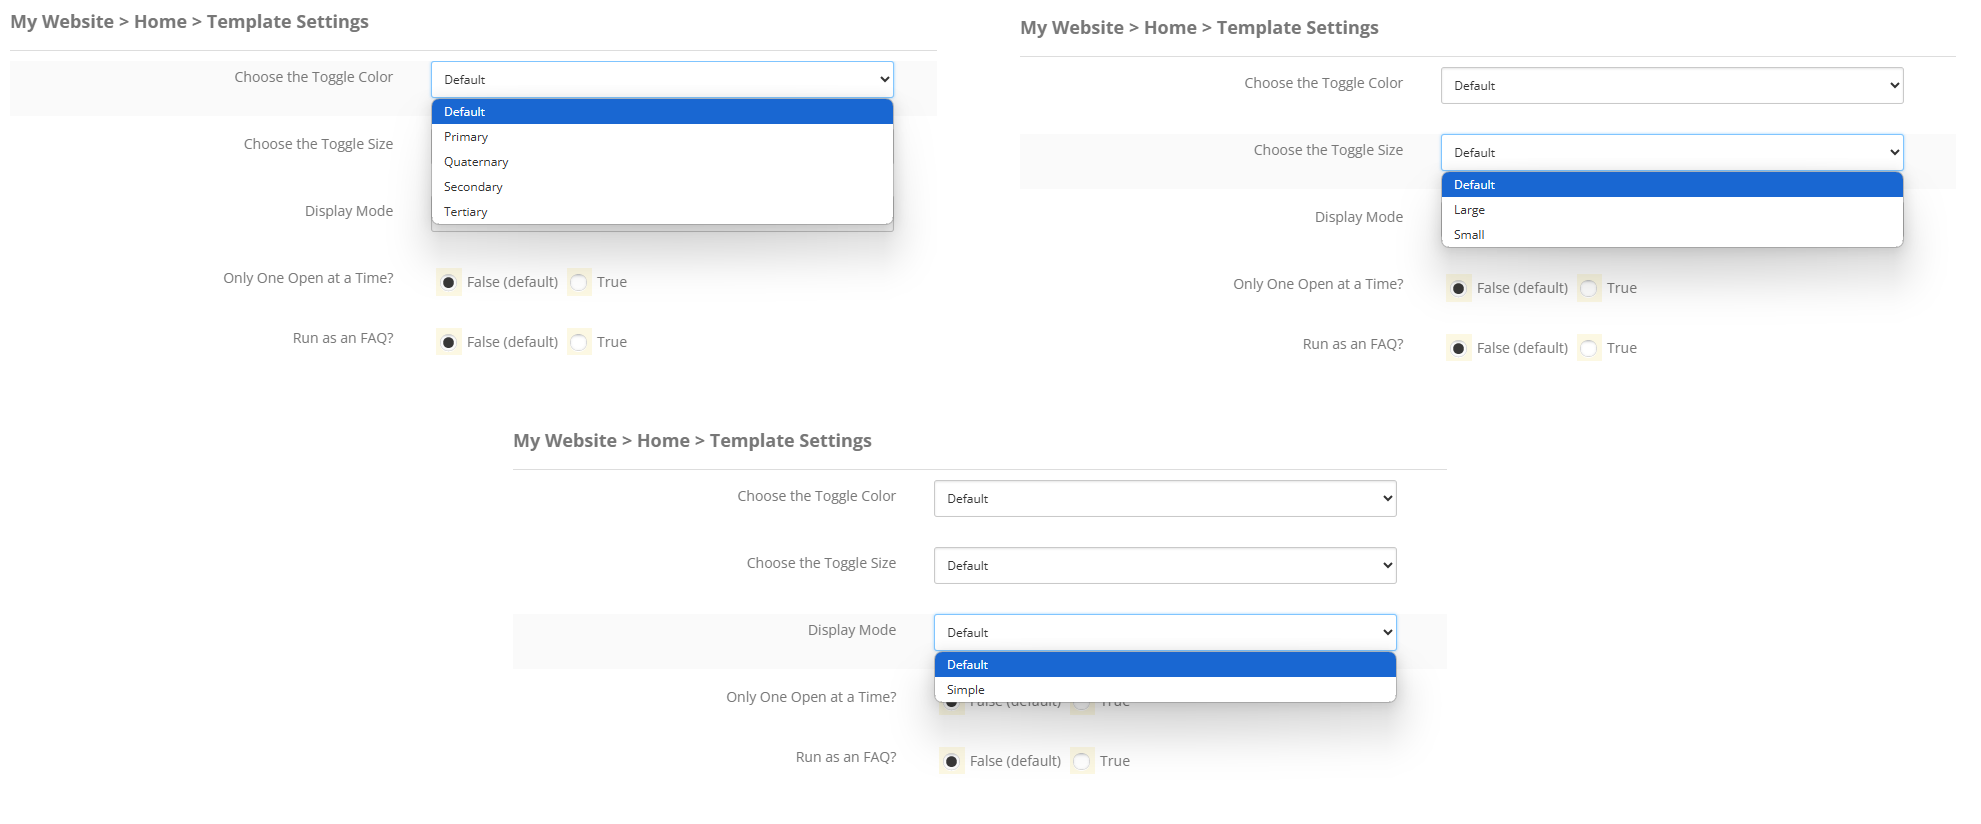 My Website > Home > Template Settings
Choose the Toggle Color
Default
Default
Primary
Quaternary
Secondary
Tertiary
Choose the Toggle Size
Display Mode
Only One Open at a Time? False (default) True
Run as an FAQ? False (default) True
My Website > Home > Template Settings
Choose the Toggle Color Default
Choose the Toggle Size Default
Default
Large
Small
Display Mode
Only One Open at a Time? False (default) True
Run as an FAQ? False (default) True
My Website > Home > Template Settings
Choose the Toggle Color Default
Choose the Toggle Size Default
Display Mode Default
Default
Simple
Only One Open at a Time? False (default) True
Run as an FAQ? False (default) True